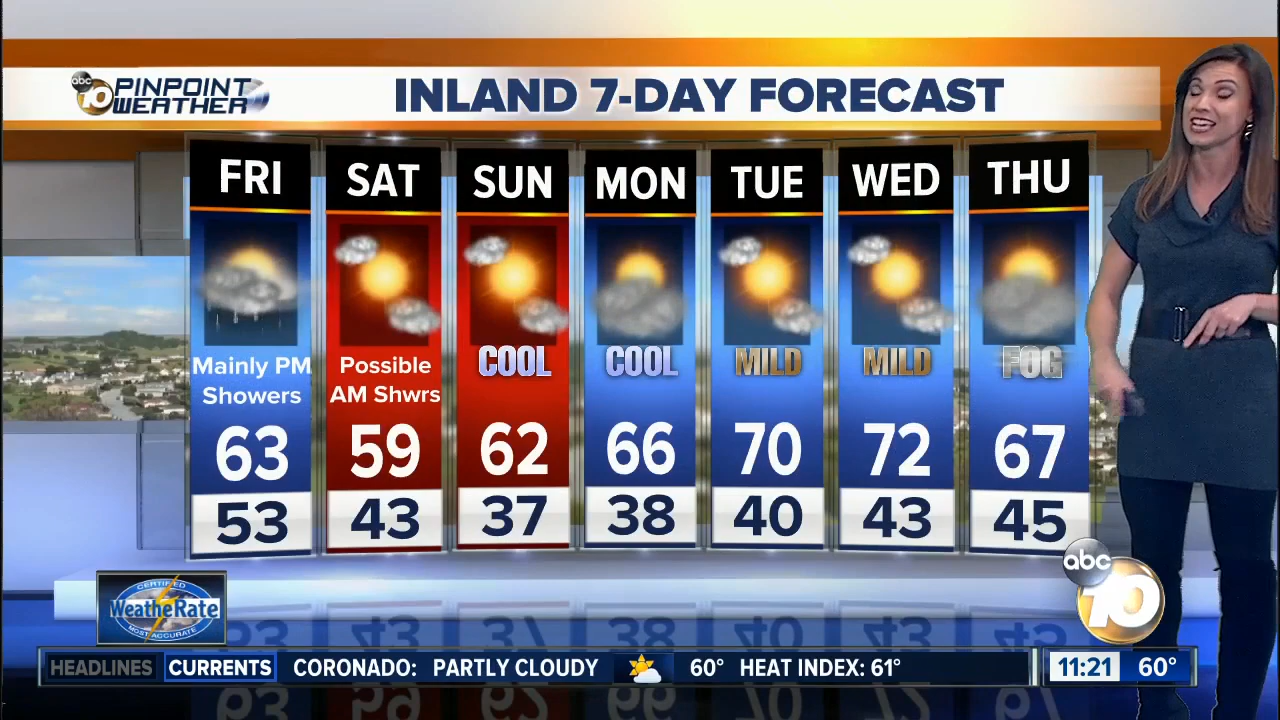 abc 10 PINPOINT WEATHER
INLAND 7-DAY FORECAST
FRI SAT SUN MON TUE WED THU
Mainly PM Showers
Possible AM Shwrs
COOL COOL MILD MILD FOG
63 59 62 66 70 72 67
53 43 37 38 40 43 45
abc 10
CERTIFIED
WeatheRate
MOST ACCURATE
HEADLINES CURRENTS CORONADO: PARTLY CLOUDY 60° HEAT INDEX: 61° 11:21 60°